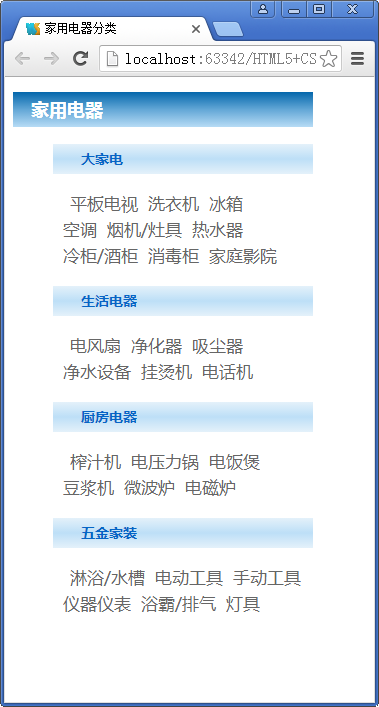 家用电器分类
localhost:63342/HTML5+CS
家用电器
大家电
平板电视 洗衣机 冰箱
空调 烟机/灶具 热水器
冷柜/酒柜 消毒柜 家庭影院
生活电器
电风扇 净化器 吸尘器
净水设备 挂烫机 电话机
厨房电器
榨汁机 电压力锅 电饭煲
豆浆机 微波炉 电磁炉
五金家装
淋浴/水槽 电动工具 手动工具
仪器仪表 浴霸/排气 灯具